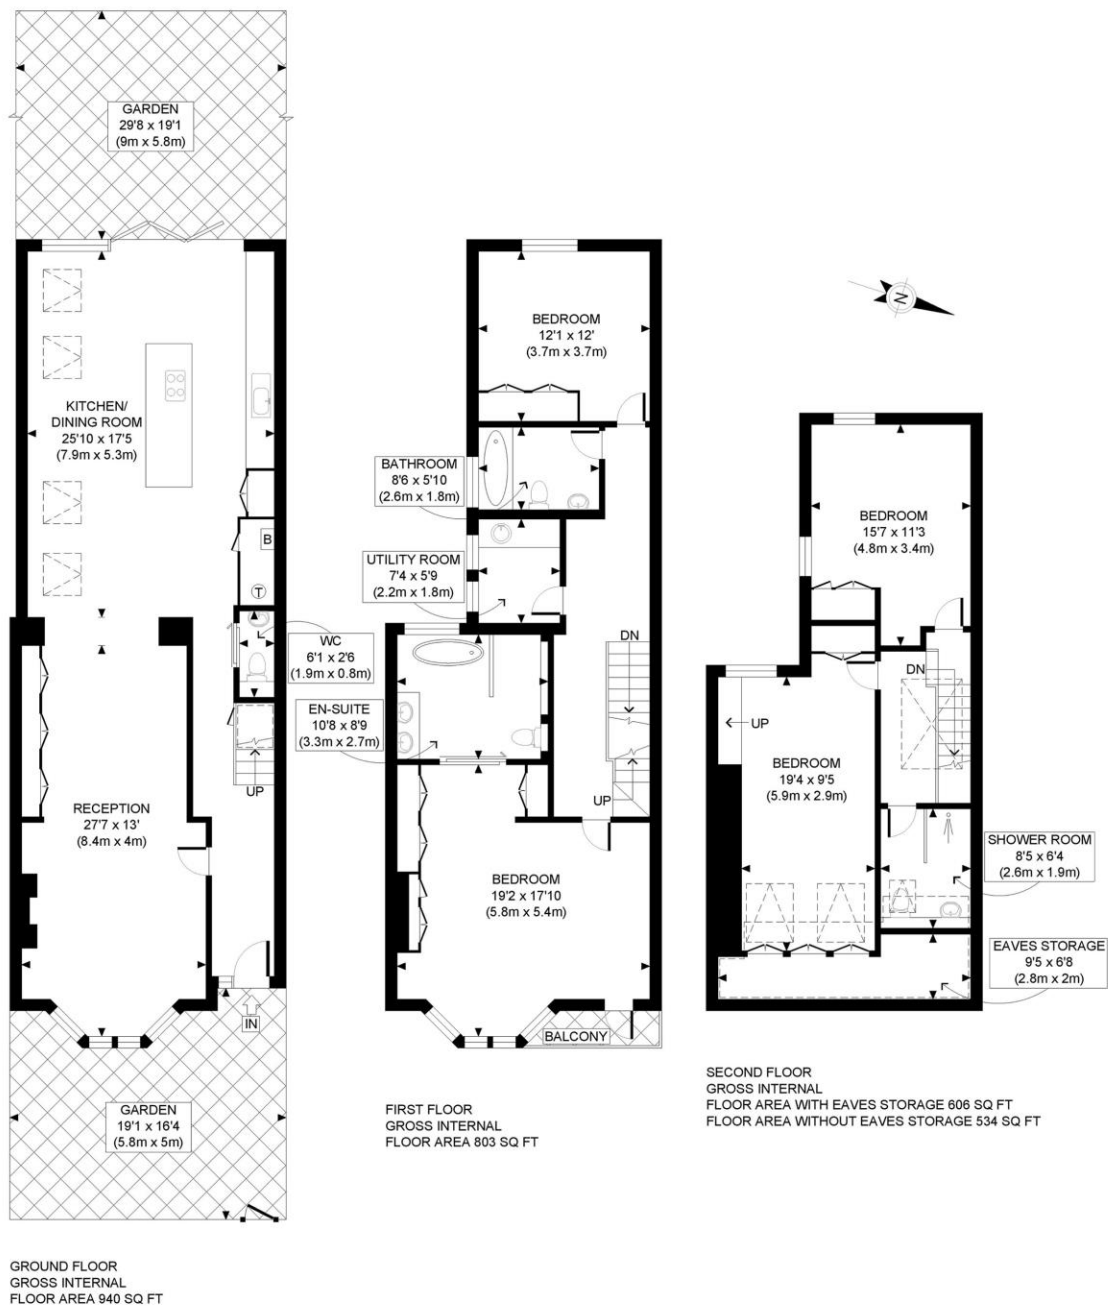 GARDEN
29'8 x 19'1
(9m x 5.8m)
KITCHEN/
DINING ROOM
25'10 x 17'5
(7.9m x 5.3m)
B
T
WC
6'1 x 2'6
(1.9m x 0.8m)
UP
RECEPTION
27'7 x 13'
(8.4m x 4m)
IN
GARDEN
19'1 x 16'4
(5.8m x 5m)
GROUND FLOOR
GROSS INTERNAL
FLOOR AREA 940 SQ FT
BEDROOM
12'1 x 12'
(3.7m x 3.7m)
BATHROOM
8'6 x 5'10
(2.6m x 1.8m)
UTILITY ROOM
7'4 x 5'9
(2.2m x 1.8m)
DN
EN-SUITE
10'8 x 8'9
(3.3m x 2.7m)
UP
BEDROOM
19'2 x 17'10
(5.8m x 5.4m)
BALCONY
FIRST FLOOR
GROSS INTERNAL
FLOOR AREA 803 SQ FT
N
BEDROOM
15'7 x 11'3
(4.8m x 3.4m)
DN
UP
BEDROOM
19'4 x 9'5
(5.9m x 2.9m)
SHOWER ROOM
8'5 x 6'4
(2.6m x 1.9m)
EAVES STORAGE
9'5 x 6'8
(2.8m x 2m)
SECOND FLOOR
GROSS INTERNAL
FLOOR AREA WITH EAVES STORAGE 606 SQ FT
FLOOR AREA WITHOUT EAVES STORAGE 534 SQ FT